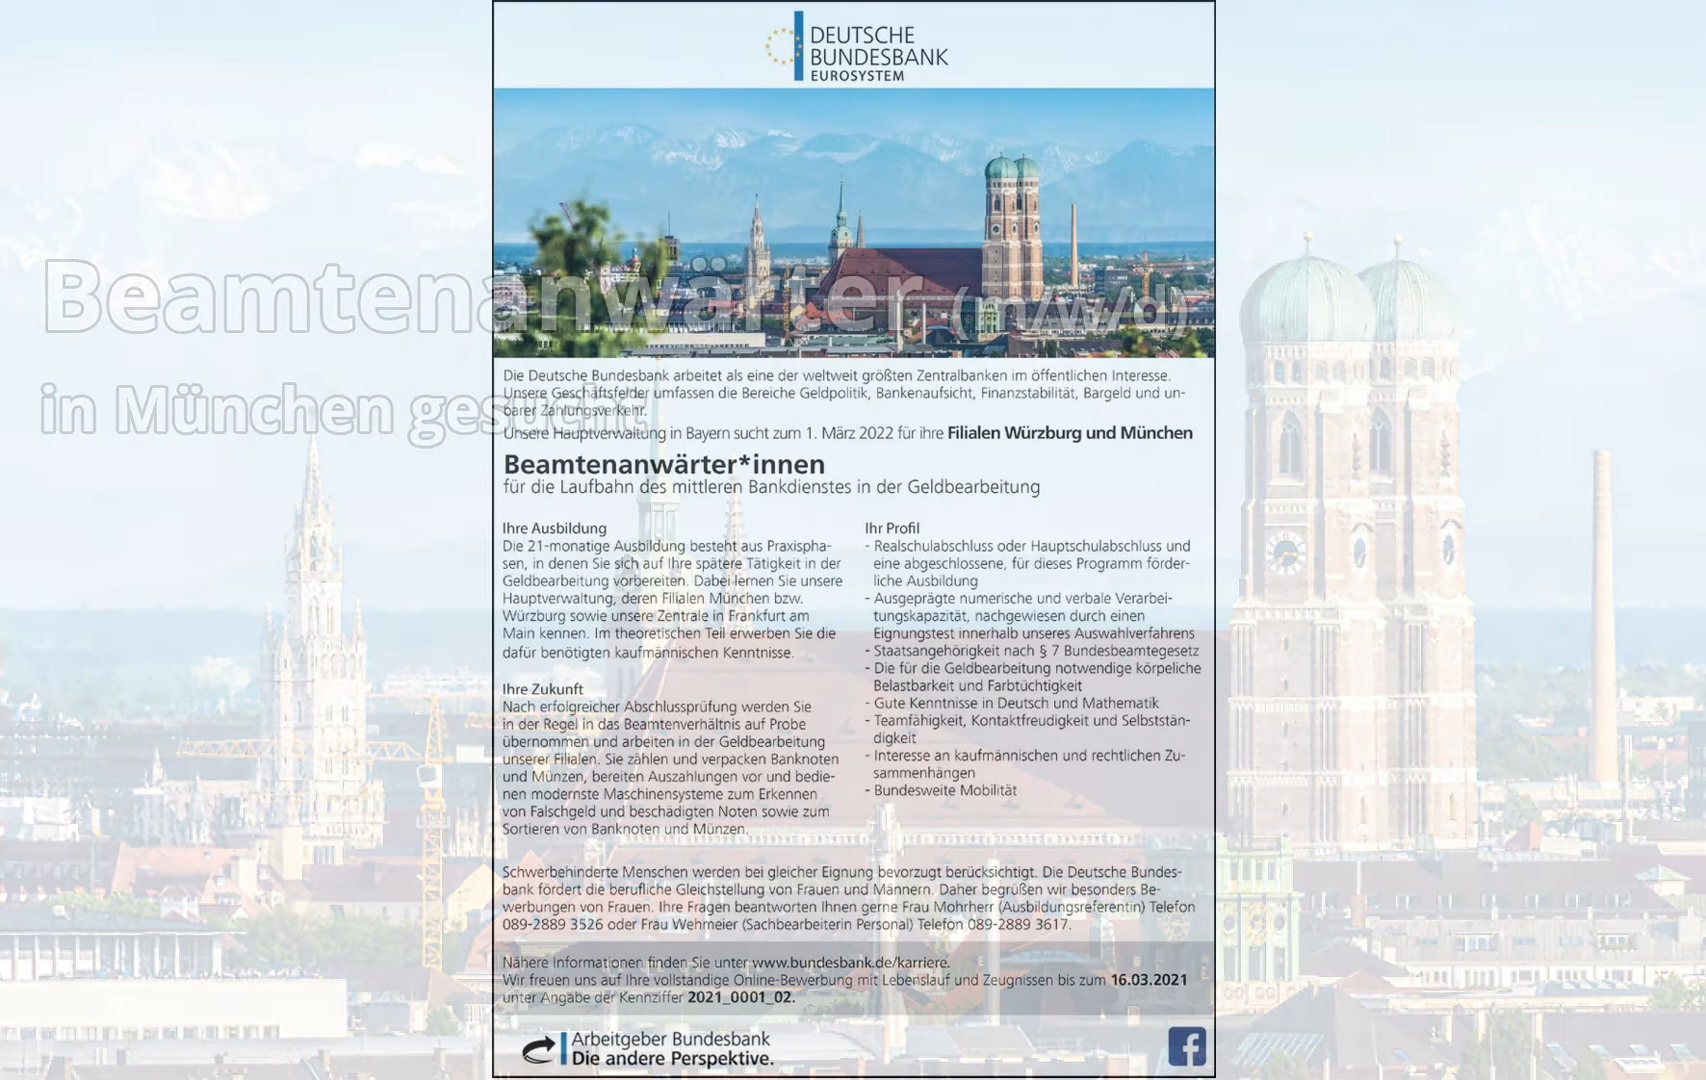 DEUTSCHE
BUNDESBANK
EUROSYSTEM
Beamtenanwärter (m/w/d)
in München gesucht
Die Deutsche Bundesbank arbeitet als eine der weltweit größten Zentralbanken im öffentlichen Interesse.
Unsere Geschäftsfelder umfassen die Bereiche Geldpolitik, Bankenaufsicht, Finanzstabilität, Bargeld und un-
barer Zahlungsverkehr.
Unsere Hauptverwaltung in Bayern sucht zum 1. März 2022 für ihre Filialen Würzburg und München
Beamtenanwärter*innen
für die Laufbahn des mittleren Bankdienstes in der Geldbearbeitung
Ihre Ausbildung
Die 21-monatige Ausbildung besteht aus Praxispha-
sen, in denen Sie sich auf Ihre spätere Tätigkeit in der
Geldbearbeitung vorbereiten. Dabei lernen Sie unsere
Hauptverwaltung, deren Filialen München bzw.
Würzburg sowie unsere Zentrale in Frankfurt am
Main kennen. Im theoretischen Teil erwerben Sie die
dafür benötigten kaufmännischen Kenntnisse.
Ihre Zukunft
Nach erfolgreicher Abschlussprüfung werden Sie
in der Regel in das Beamtenverhältnis auf Probe
übernommen und arbeiten in der Geldbearbeitung
unserer Filialen. Sie zählen und verpacken Banknoten
und Münzen, bereiten Auszahlungen vor und bedie-
nen modernste Maschinensysteme zum Erkennen
von Falschgeld und beschädigten Noten sowie zum
Sortieren von Banknoten und Münzen.
Ihr Profil
- Realschulabschluss oder Hauptschulabschluss und
eine abgeschlossene, für dieses Programm förder-
liche Ausbildung
- Ausgeprägte numerische und verbale Verarbei-
tungskapazität, nachgewiesen durch einen
Eignungstest innerhalb unseres Auswahlverfahrens
- Staatsangehörigkeit nach § 7 Bundesbeamtegesetz
- Die für die Geldbearbeitung notwendige körpeliche
Belastbarkeit und Farbtüchtigkeit
- Gute Kenntnisse in Deutsch und Mathematik
- Teamfähigkeit, Kontaktfreudigkeit und Selbststän-
digkeit
- Interesse an kaufmännischen und rechtlichen Zu-
sammenhängen
- Bundesweite Mobilität
Schwerbehinderte Menschen werden bei gleicher Eignung bevorzugt berücksichtigt. Die Deutsche Bundes-
bank fördert die berufliche Gleichstellung von Frauen und Männern. Daher begrüßen wir besonders Be-
werbungen von Frauen. Ihre Fragen beantworten Ihnen gerne Frau Mohrherr (Ausbildungsreferentin) Telefon
089-2889 3526 oder Frau Wehmeier (Sachbearbeiterin Personal) Telefon 089-2889 3617.
Nähere Informationen finden Sie unter www.bundesbank.de/karriere.
Wir freuen uns auf Ihre vollständige Online-Bewerbung mit Lebenslauf und Zeugnissen bis zum 16.03.2021
unter Angabe der Kennziffer 2021_0001_02.
Arbeitgeber Bundesbank
Die andere Perspektive.
f